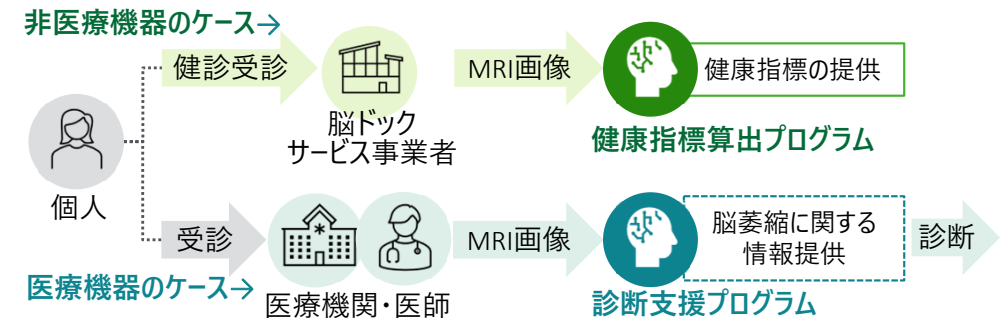 非医療機器のケース→
健診受診
MRI画像
健康指標の提供
脳ドック
サービス事業者
健康指標算出プログラム
個人
受診
MRI画像
脳萎縮に関する
情報提供
診断
医療機器のケース→
医療機関・医師
診断支援プログラム